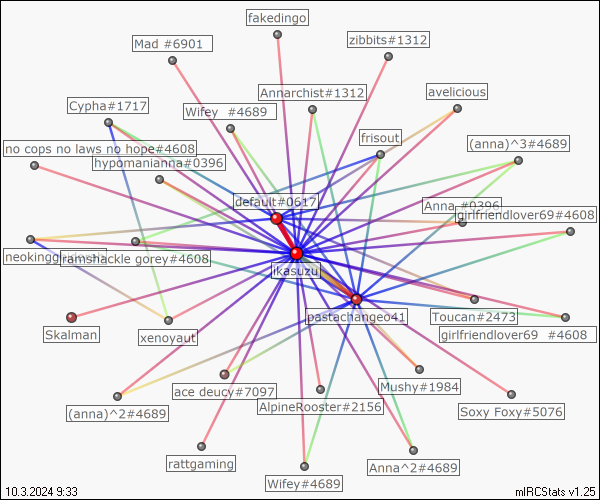 fakedingo
Mad #6901
zibbits#1312
Annarchist#1312
avelicious
Cypha#1717
Wifey #4689
frisout
(anna)^3#4689
no cops no laws no hope#4608
hypomanianna#0396
default#0617
Anna #0396
girlfriendlover69#4608
neokinggh
ramshackle gorey#4608
ikasuzu
pastachangeo41
Skalman
xenoyaut
Toucan#2473
girlfriendlover69 #4608
ace deucy#7097
Mushy#1984
(anna)^2#4689
AlpineRooster#2156
Soxy Foxy#5076
rattgaming
Wifey#4689
Anna^2#4689
10.3.2024 9:33
mIRCStats v1.25